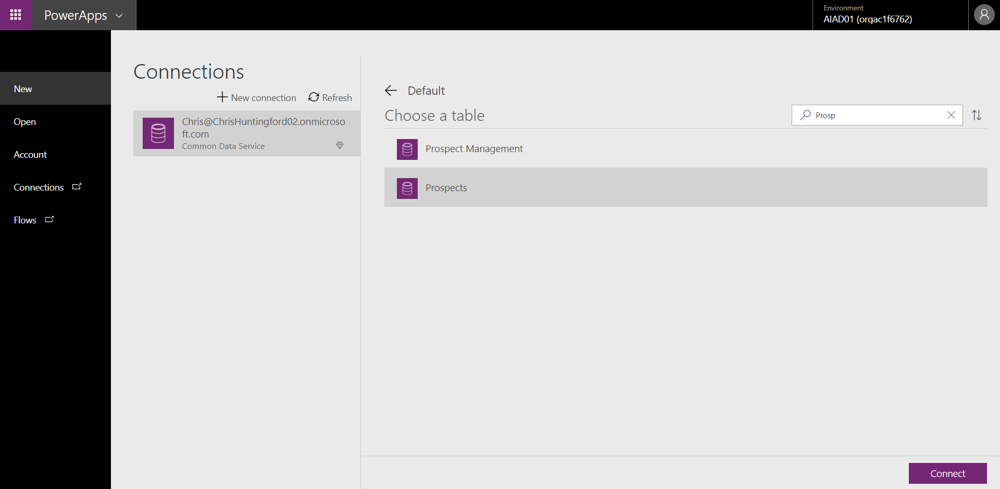 PowerApps
Environment
AIAD01 (orgac1f6762)
New
Open
Account
Connections
Flows
Connections
New connection
Refresh
Chris@ChrisHuntingford02.onmicroso
ft.com
Common Data Service
Default
Choose a table
Prosp
Prospect Management
Prospects
Connect